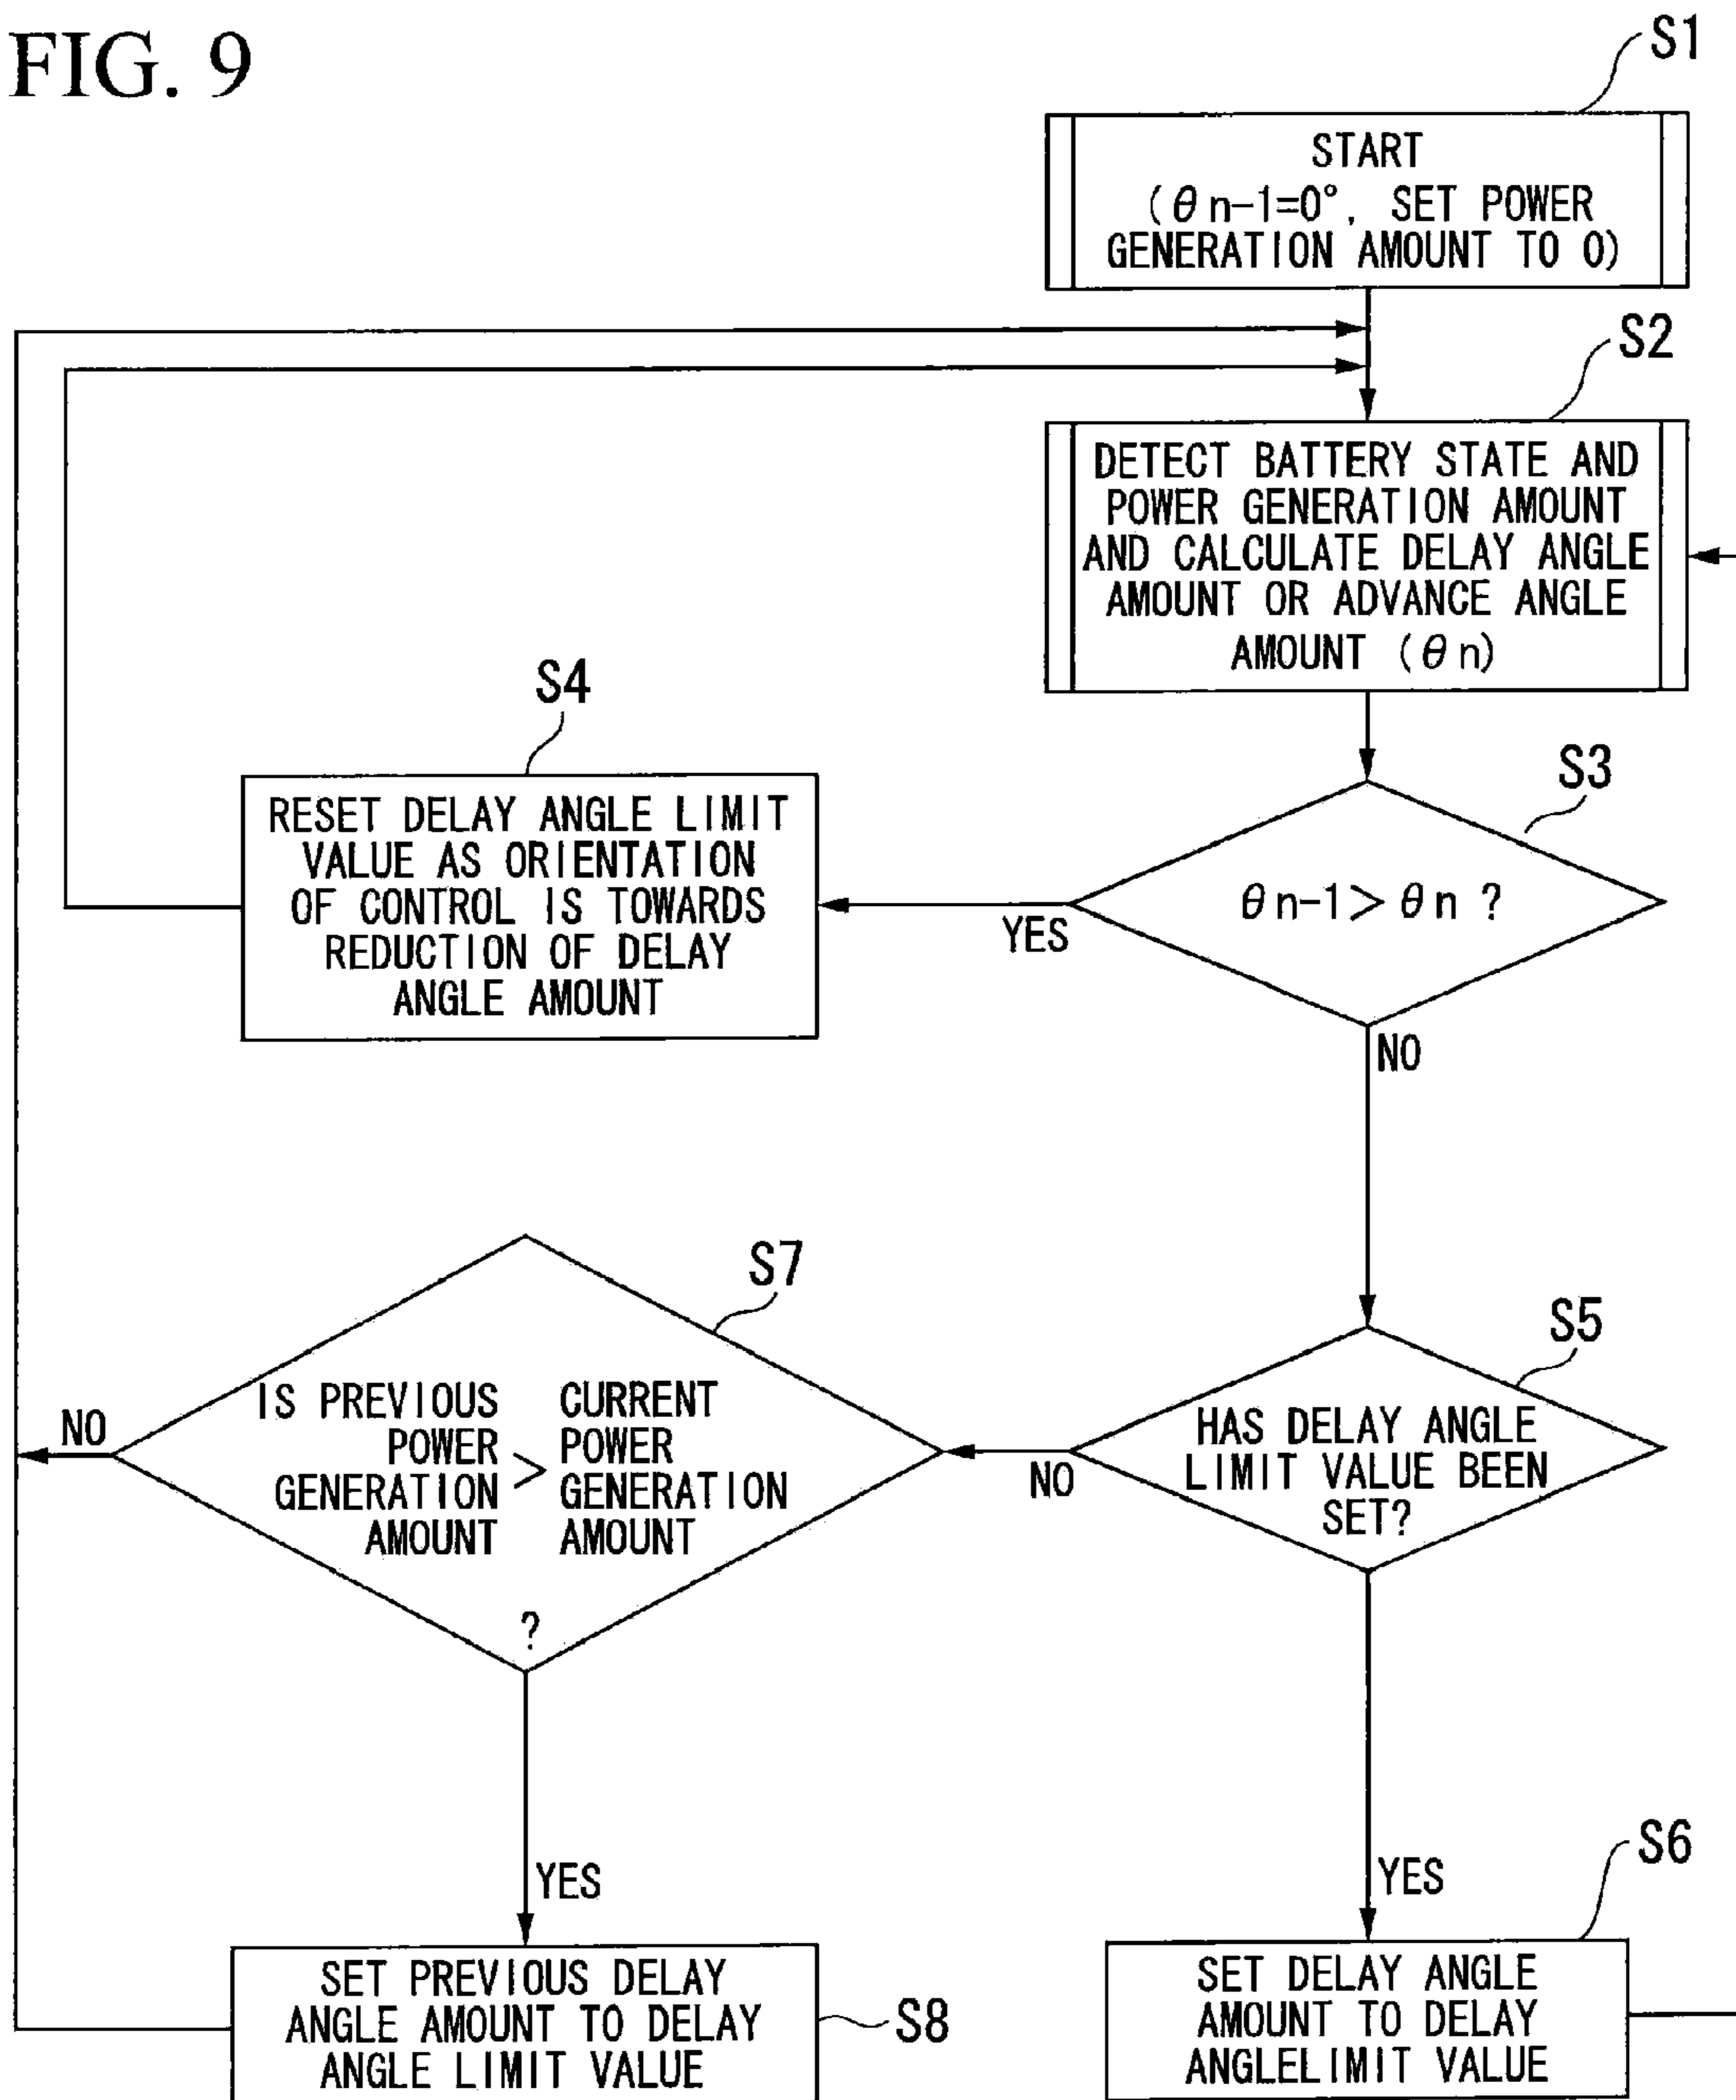 FIG. 9
S1
START
(θn-1=0°, SET POWER
GENERATION AMOUNT TO 0)
S2
DETECT BATTERY STATE AND
POWER GENERATION AMOUNT
AND CALCULATE DELAY ANGLE
AMOUNT OR ADVANCE ANGLE
AMOUNT (θn)
S3
θn-1>θn ?
YES
NO
S4
RESET DELAY ANGLE LIMIT
VALUE AS ORIENTATION
OF CONTROL IS TOWARDS
REDUCTION OF DELAY
ANGLE AMOUNT
S5
HAS DELAY ANGLE
LIMIT VALUE BEEN
SET?
NO
YES
S7
IS PREVIOUS
POWER
GENERATION
AMOUNT
>
CURRENT
POWER
GENERATION
AMOUNT
?
NO
YES
S8
SET PREVIOUS DELAY
ANGLE AMOUNT TO DELAY
ANGLE LIMIT VALUE
S6
SET DELAY ANGLE
AMOUNT TO DELAY
ANGLELIMIT VALUE